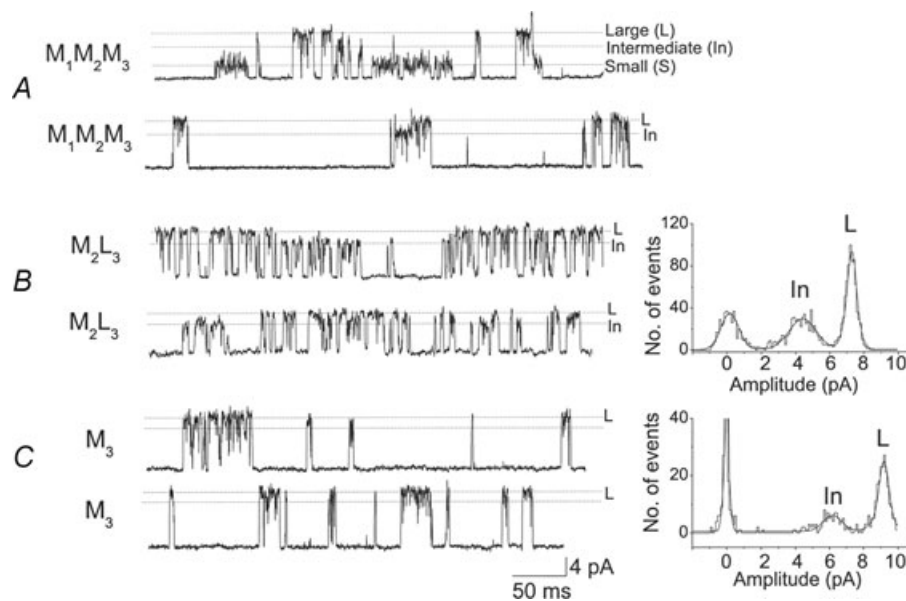 A
M₁M₂M₃
Large (L)
Intermediate (In)
Small (S)
M₁M₂M₃
L
In
B
M₂L₃
L
In
M₂L₃
L
In
No. of events
120
80
40
0
In
L
0 2 4 6 8 10
Amplitude (pA)
C
M₃
L
M₃
L
4 pA
50 ms
No. of events
40
20
0
In
L
0 2 4 6 8 10
Amplitude (pA)